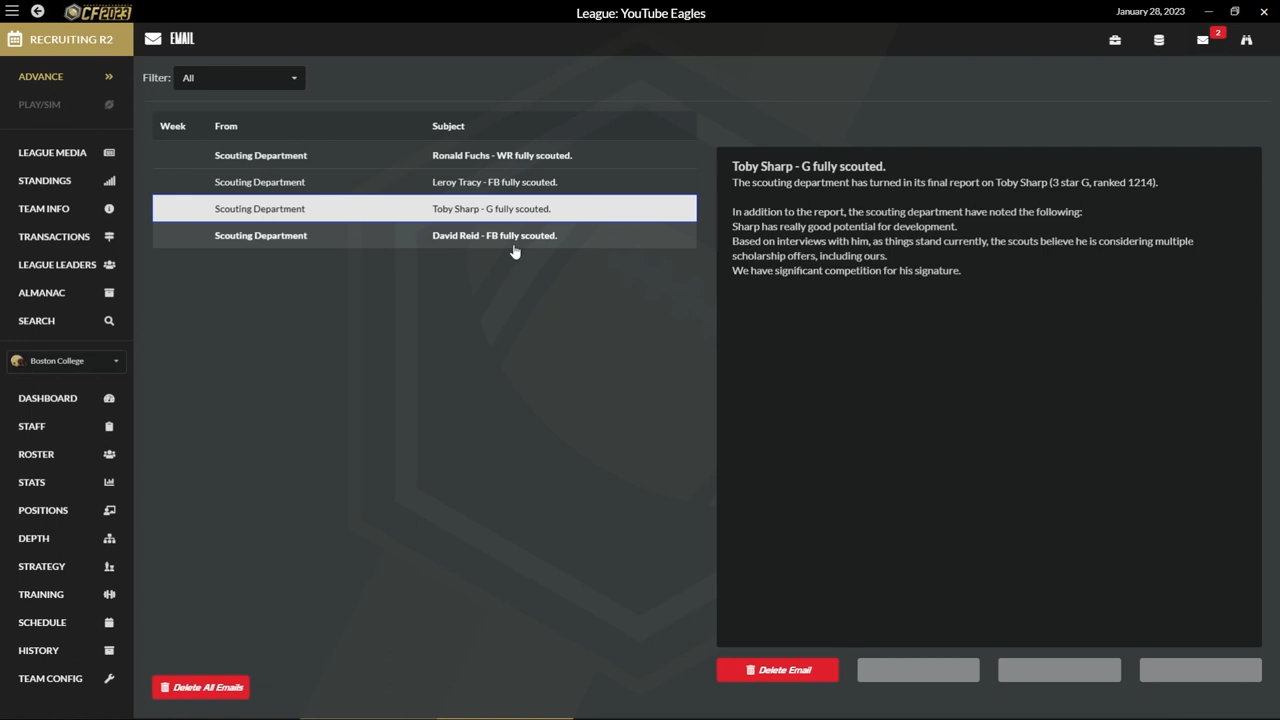 CF2023
League: YouTube Eagles
January 28, 2023
RECRUITING R2
EMAIL
2
ADVANCE
Filter: All
PLAY/SIM
Week From Subject
LEAGUE MEDIA
Scouting Department Ronald Fuchs - WR fully scouted.
STANDINGS
Scouting Department Leroy Tracy - FB fully scouted.
TEAM INFO
Scouting Department Toby Sharp - G fully scouted.
TRANSACTIONS
Scouting Department David Reid - FB fully scouted.
LEAGUE LEADERS
ALMANAC
SEARCH
Toby Sharp - G fully scouted.
The scouting department has turned in its final report on Toby Sharp (3 star G, ranked 1214).
In addition to the report, the scouting department have noted the following:
Sharp has really good potential for development.
Based on interviews with him, as things stand currently, the scouts believe he is considering multiple
scholarship offers, including ours.
We have significant competition for his signature.
Boston College
DASHBOARD
STAFF
ROSTER
STATS
POSITIONS
DEPTH
STRATEGY
TRAINING
SCHEDULE
HISTORY
TEAM CONFIG
Delete All Emails
Delete Email